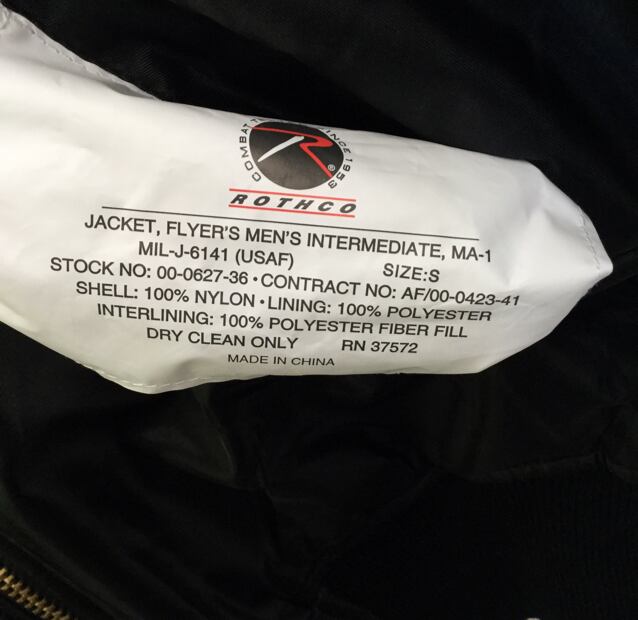 COMBAT SINCE 1953
R®
ROTHCO
JACKET, FLYER'S MEN'S INTERMEDIATE, MA-1
MIL-J-6141 (USAF) SIZE:S
STOCK NO: 00-0627-36 • CONTRACT NO: AF/00-0423-41
SHELL: 100% NYLON • LINING: 100% POLYESTER
INTERLINING: 100% POLYESTER FIBER FILL
DRY CLEAN ONLY RN 37572
MADE IN CHINA